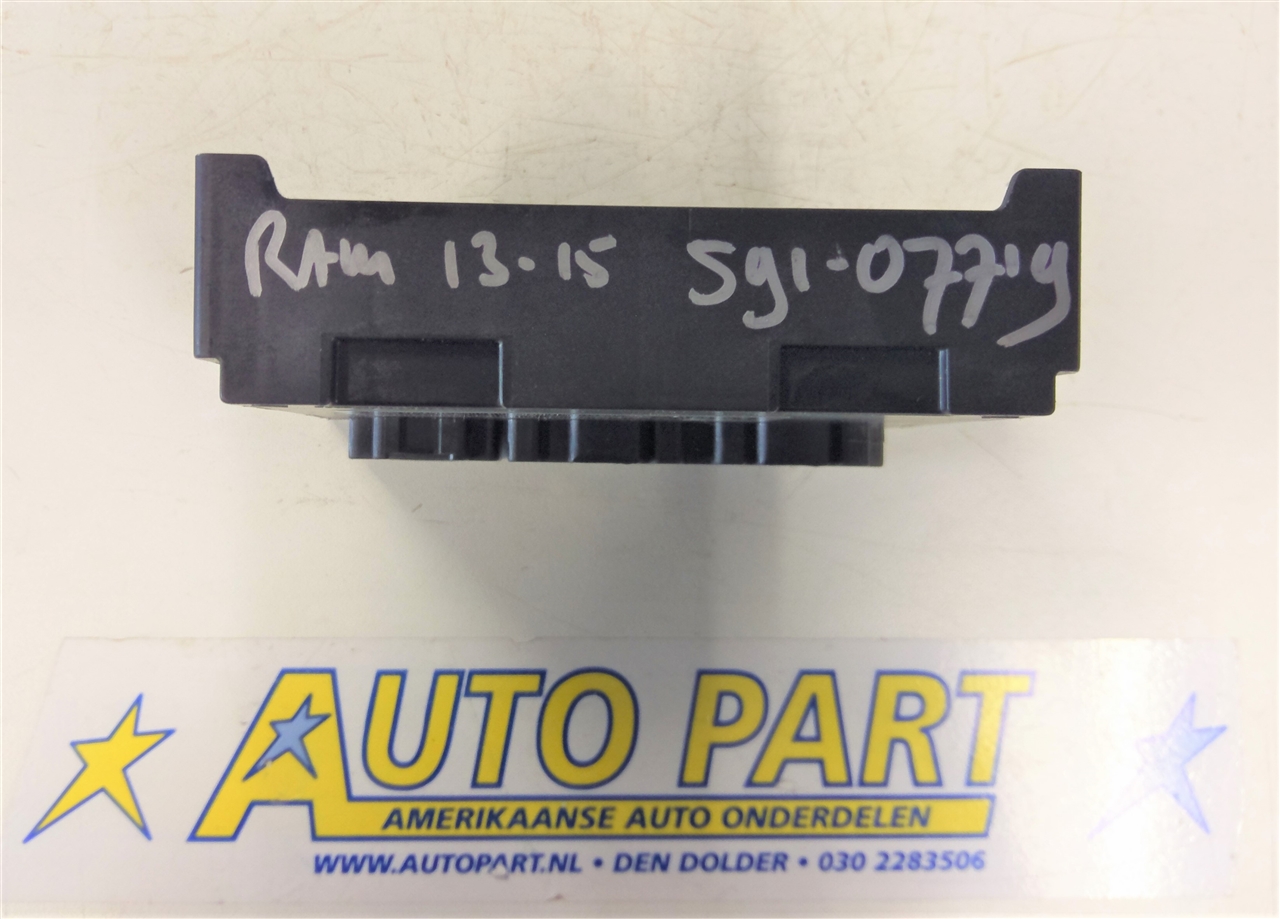 RAM 13-15 591-07719
AUTO PART
AMERIKAANSE AUTO ONDERDELEN
WWW.AUTOPART.NL • DEN DOLDER • 030 2283506